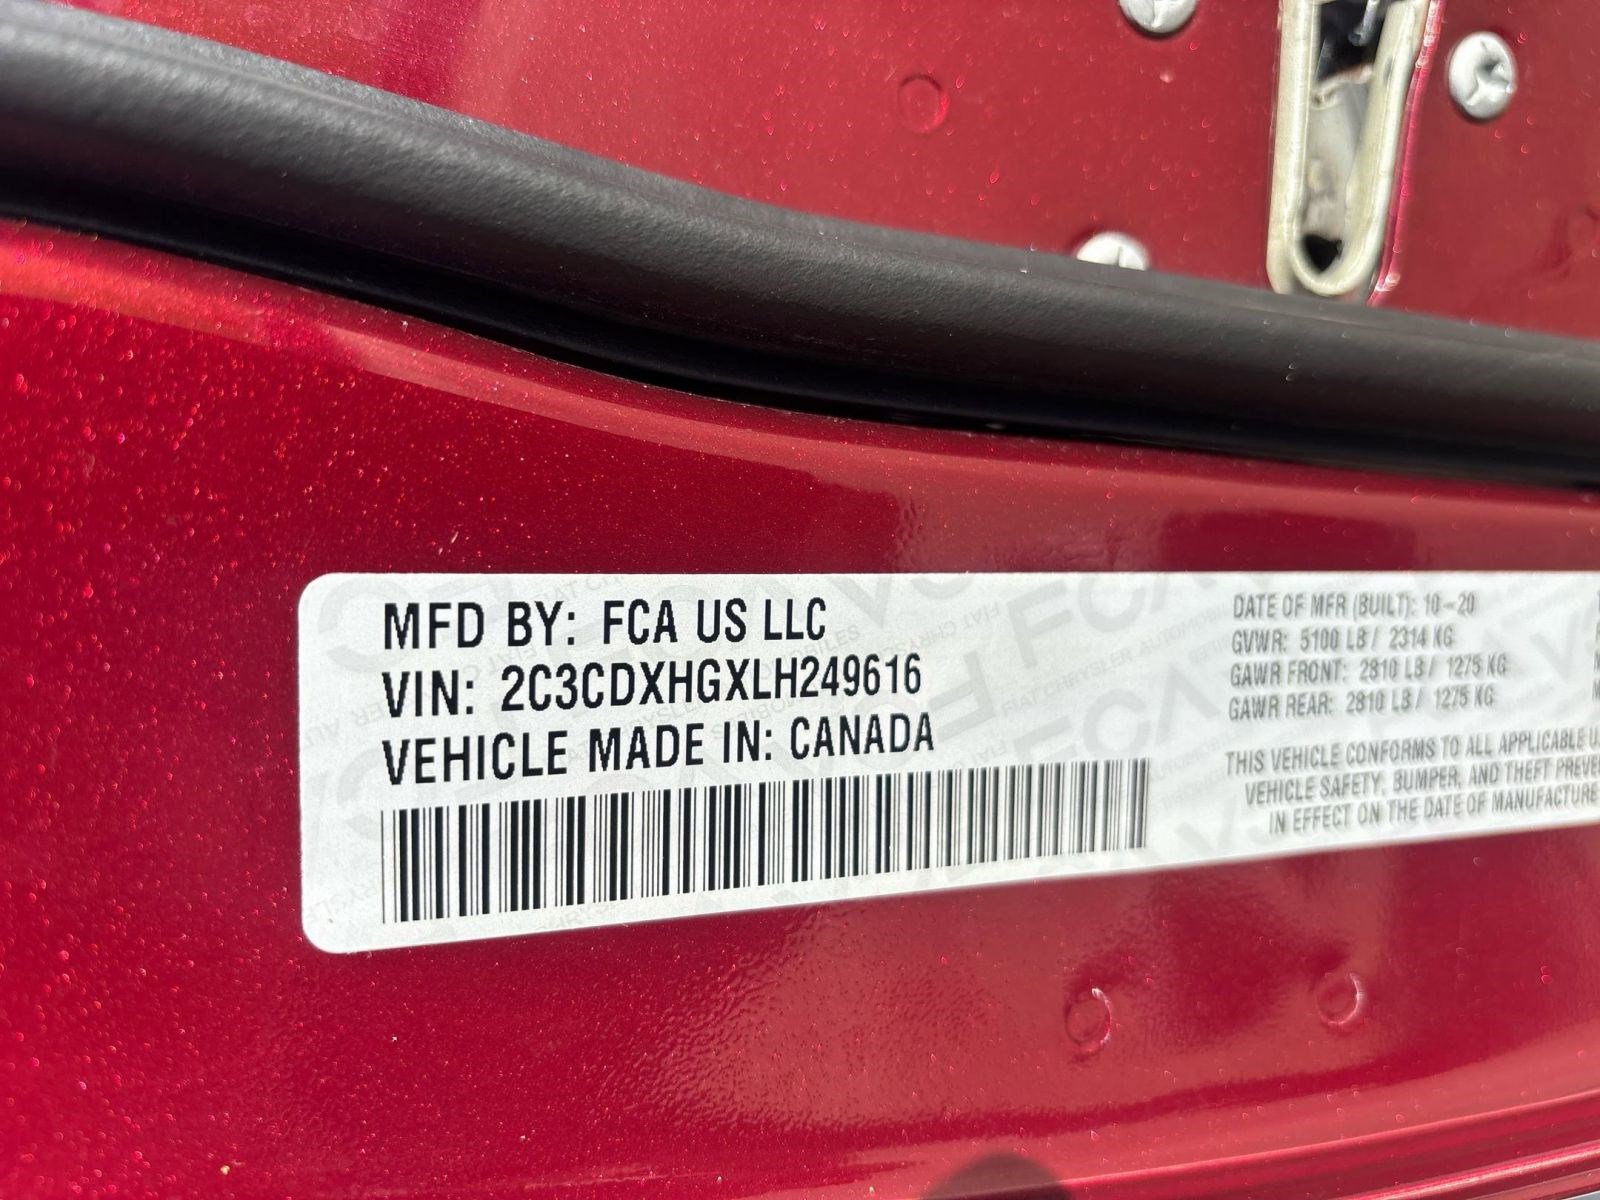 MFD BY: FCA US LLC
VIN: 2C3CDXHGXLH249616
VEHICLE MADE IN: CANADA
DATE OF MFR (BUILT): 10-20
GVWR: 5100 LB / 2314 KG
GAWR FRONT: 2810 LB / 1275 KG
GAWR REAR: 2810 LB / 1275 KG
THIS VEHICLE CONFORMS TO ALL APPLICABLE U.
VEHICLE SAFETY, BUMPER, AND THEFT PREVE
IN EFFECT ON THE DATE OF MANUFACTURE